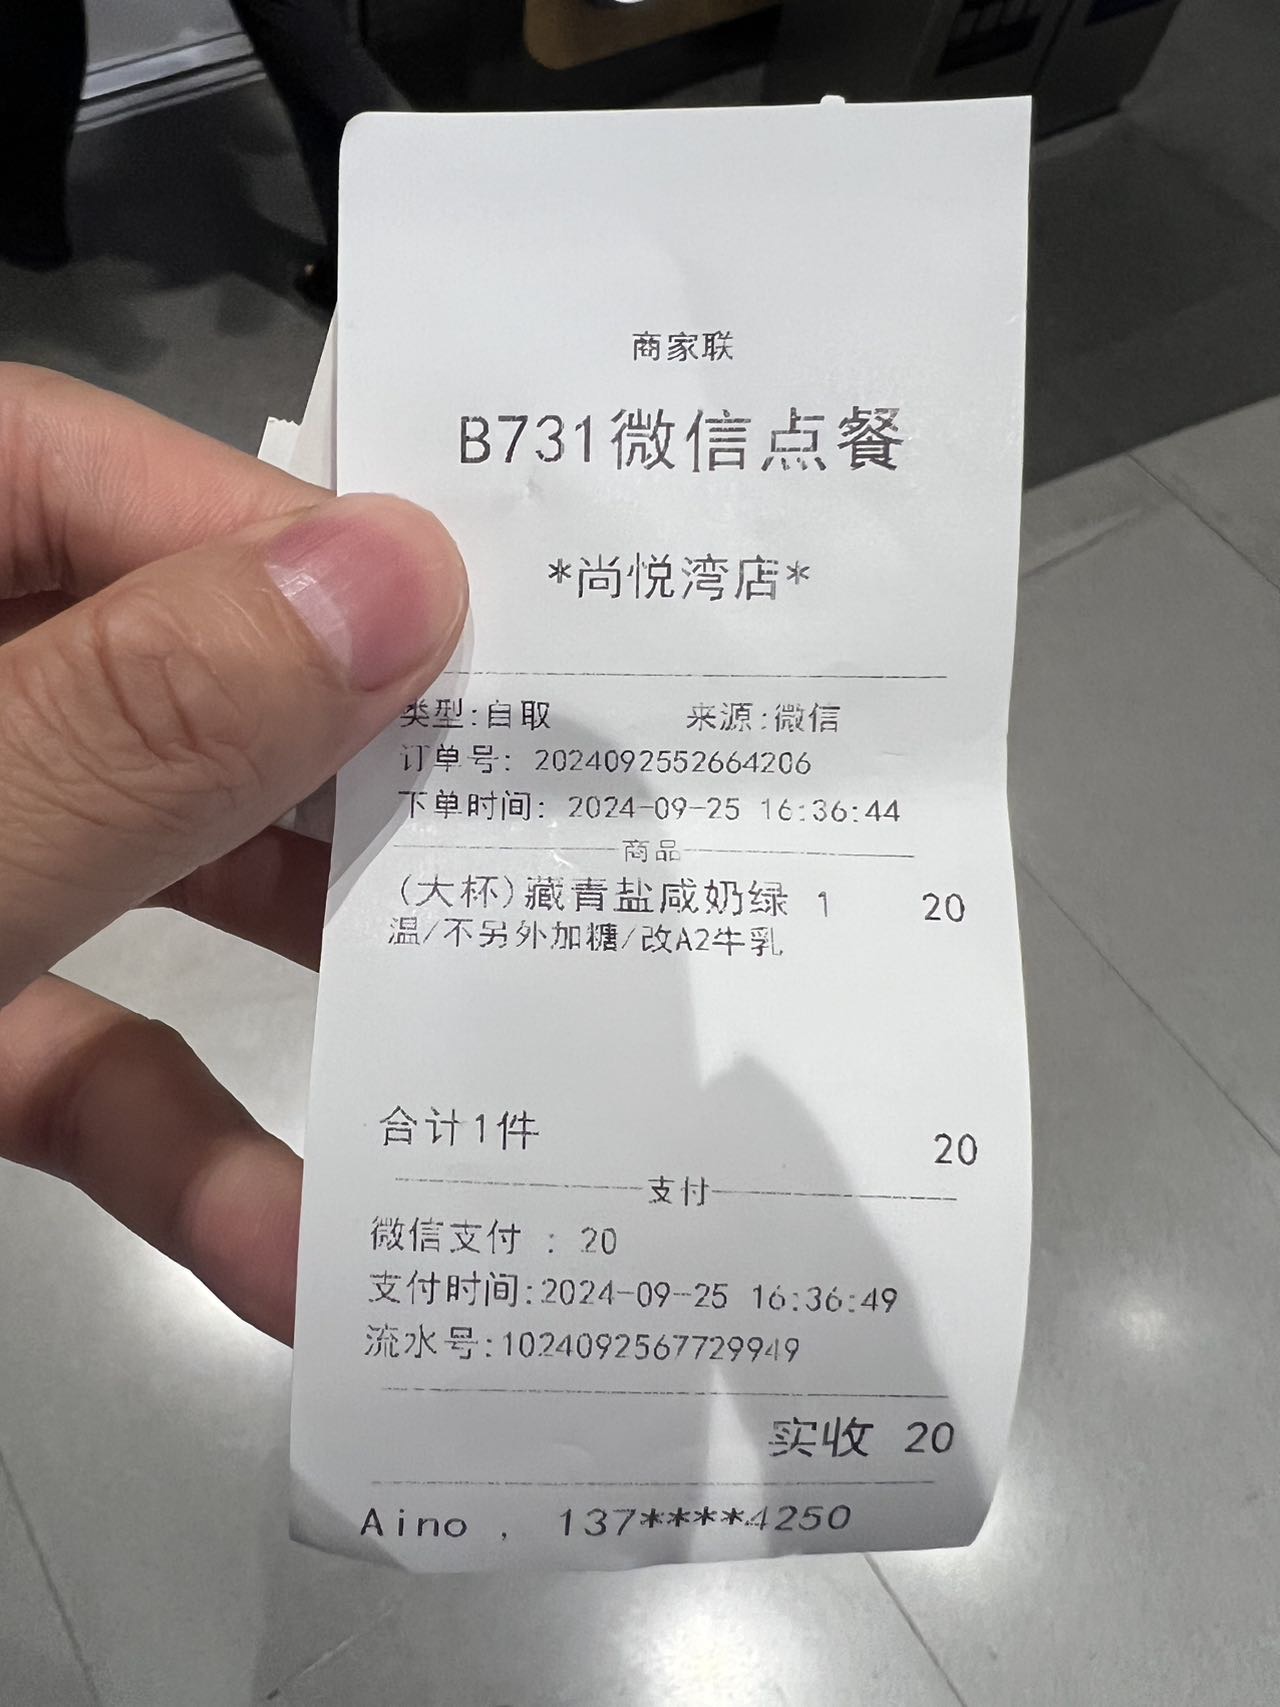 商家联
B731微信点餐
*尚悦湾店*
类型:自取 来源:微信
订单号: 2024092552664206
下单时间: 2024-09-25 16:36:44
商品
(大杯)藏青盐咸奶绿 1 20
温/不另外加糖/改A2牛乳
合计1件 20
支付
微信支付 : 20
支付时间:2024-09-25 16:36:49
流水号:1024092567729949
实收 20
Aino , 137****4250